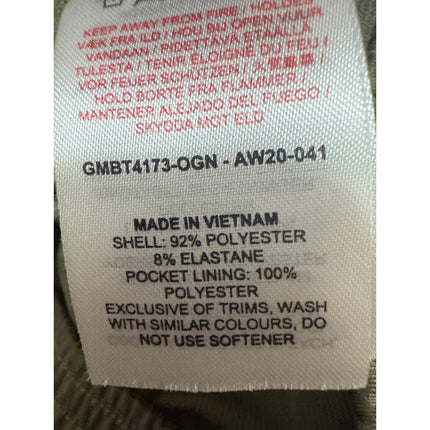 KEEP AWAY FROM FIRE / HOLDES
VÆK FRA ILD / HOU BIJ OPEN VUUR
VANDAAN / PIDETTÄVÄ ETÄÄLLÄ
TULESTA / TENIR ÉLOIGNÉ DU FEU /
VOR FEUER SCHÜTZEN /
HOLD BORTE FRA FLAMMER /
MANTENER ALEJADO DEL FUEGO /
SKYDDA MOT ELD
GMBT4173-OGN - AW20-041
MADE IN VIETNAM
SHELL: 92% POLYESTER
8% ELASTANE
POCKET LINING: 100%
POLYESTER
EXCLUSIVE OF TRIMS, WASH
WITH SIMILAR COLOURS, DO
NOT USE SOFTENER